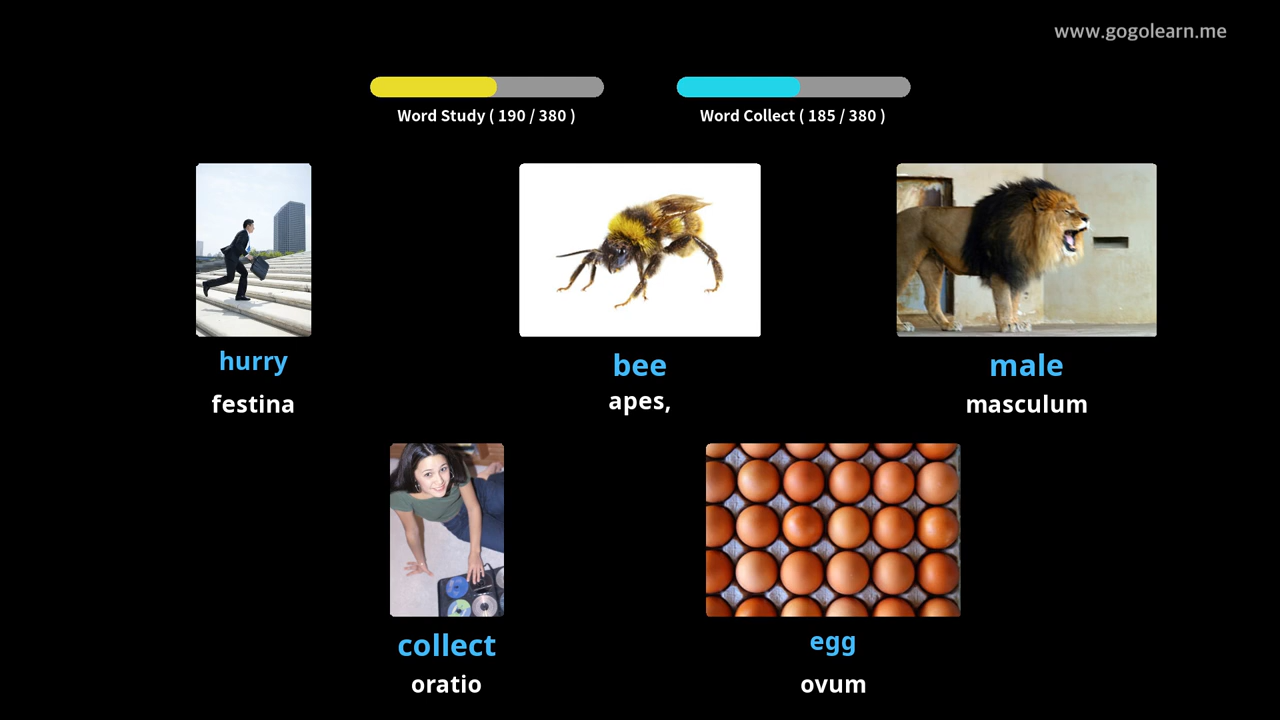 www.gogolearn.me
Word Study ( 190 / 380 )
Word Collect ( 185 / 380 )
hurry
bee
male
festina
apes,
masculum
collect
egg
oratio
ovum